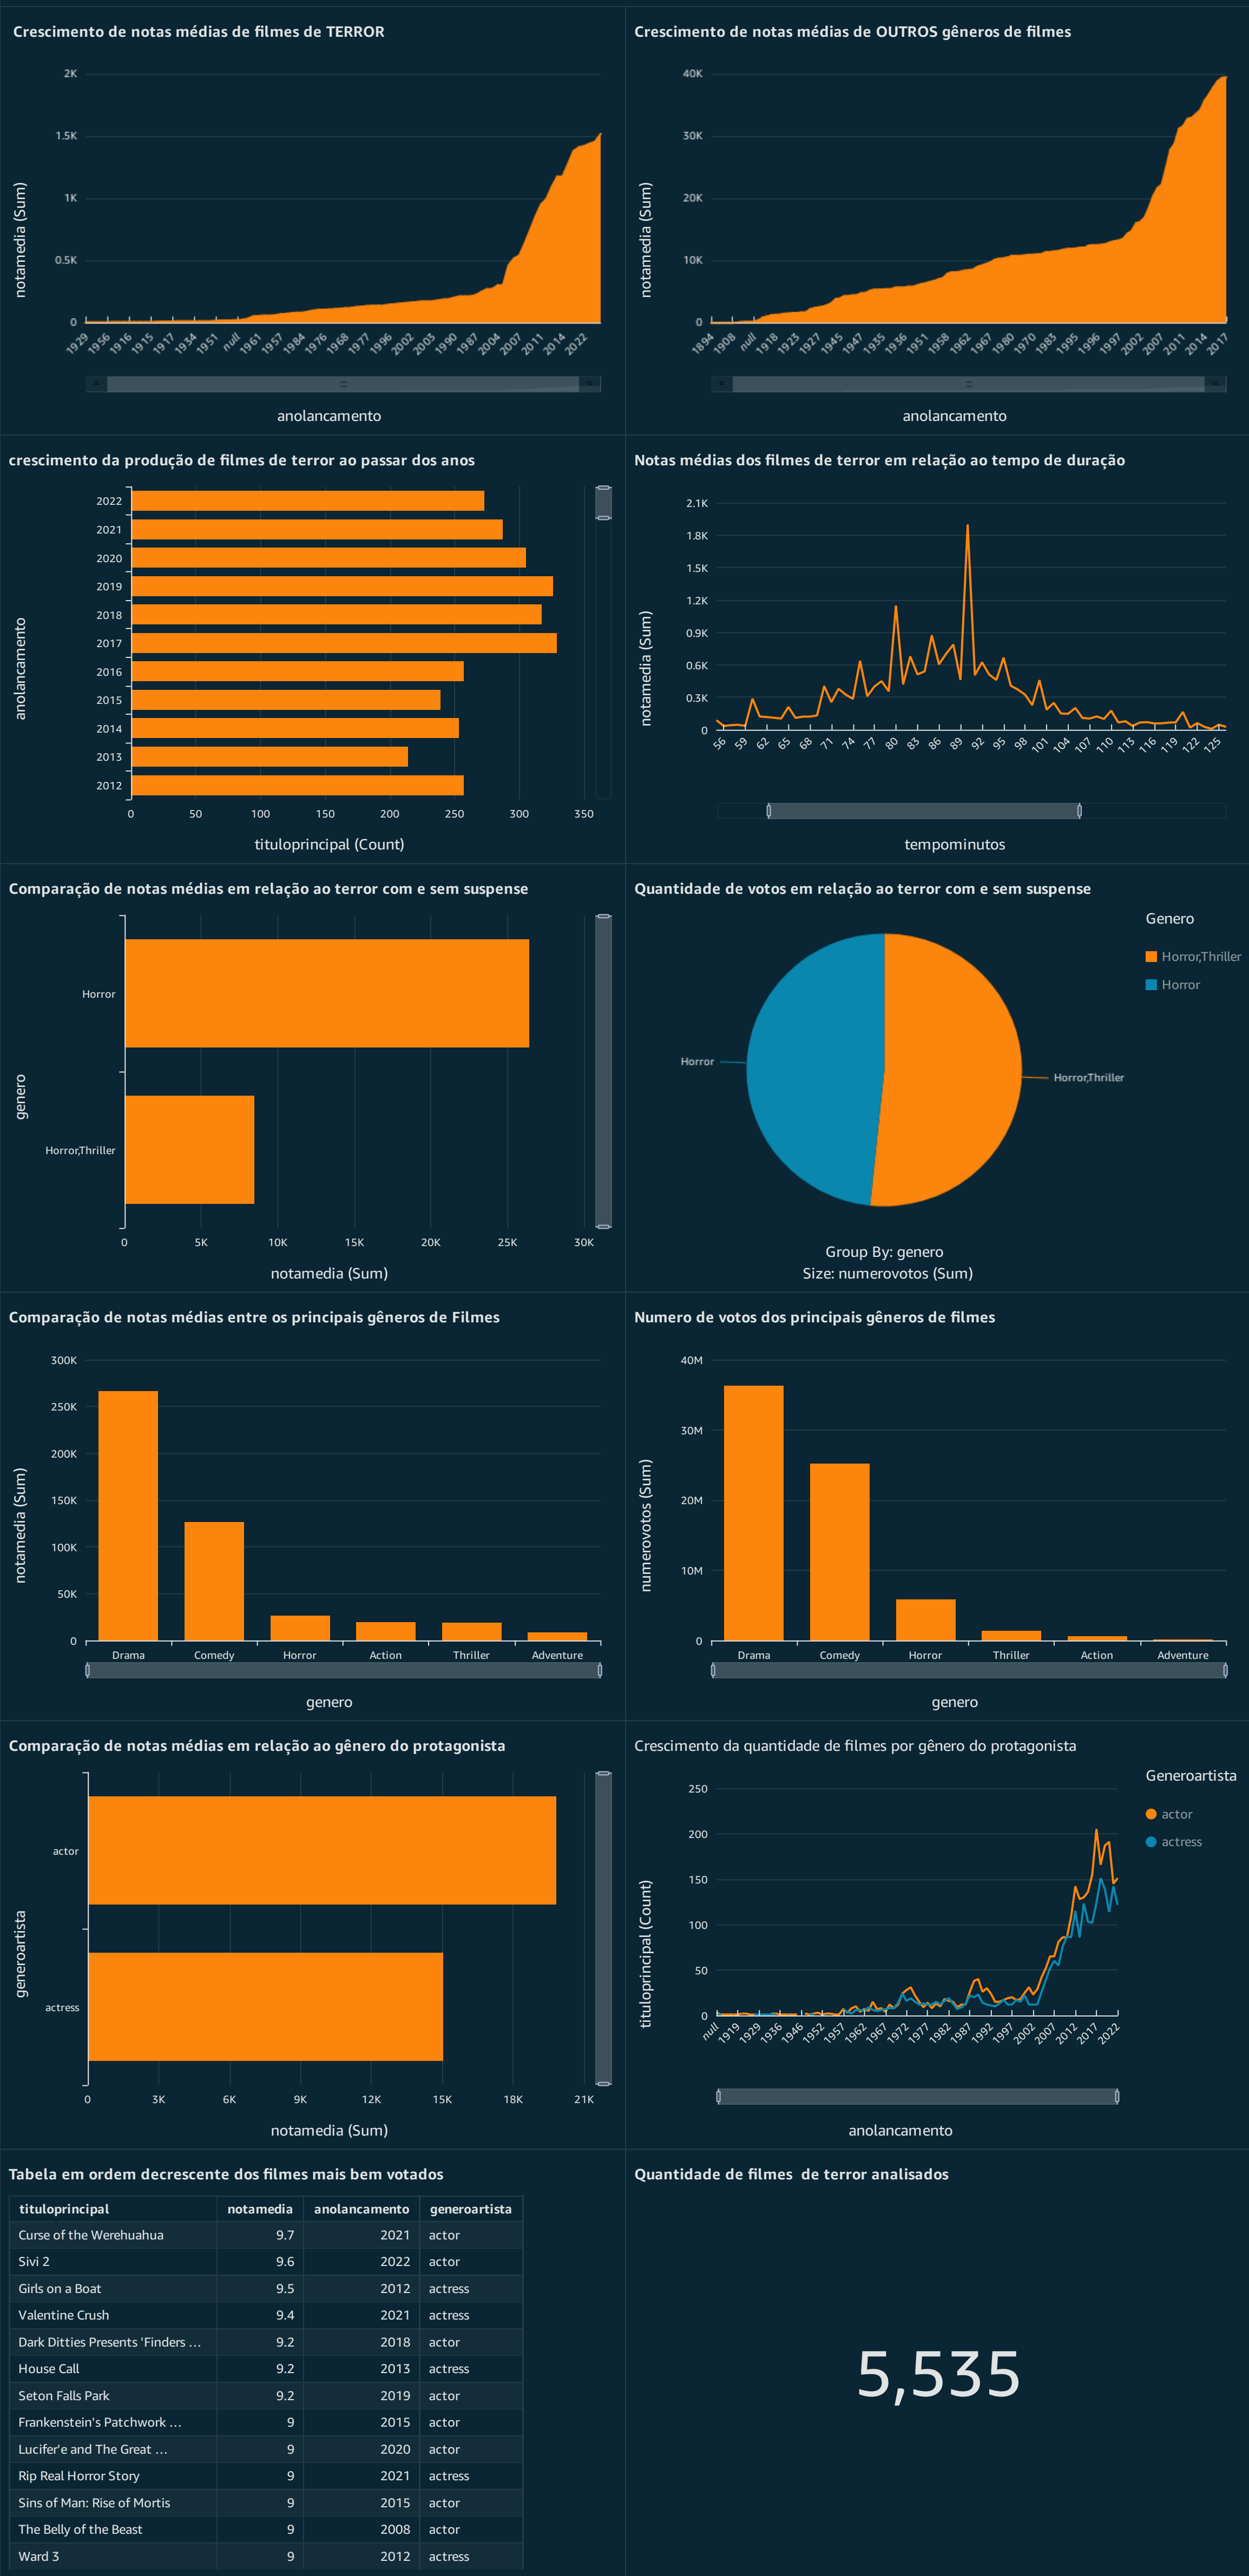 Crescimento de notas médias de filmes de TERROR
notamedia (Sum)
2K
1.5K
1K
0.5K
0
1929 1956 1916 1915 1917 1934 1951 null 1961 1957 1984 1976 1968 1977 1996 2002 2003 1990 1987 2004 2007 2011 2014 2022
anolancamento
Crescimento de notas médias de OUTROS gêneros de filmes
notamedia (Sum)
40K
30K
20K
10K
0
1894 1908 null 1918 1923 1927 1945 1947 1935 1936 1951 1958 1962 1967 1980 1970 1983 1995 1996 1997 2002 2007 2011 2014 2017
anolancamento
crescimento da produção de filmes de terror ao passar dos anos
anolancamento
2022
2021
2020
2019
2018
2017
2016
2015
2014
2013
2012
0 50 100 150 200 250 300 350
tituloprincipal (Count)
Notas médias dos filmes de terror em relação ao tempo de duração
notamedia (Sum)
2.1K
1.8K
1.5K
1.2K
0.9K
0.6K
0.3K
0
56 59 62 65 68 71 74 77 80 83 86 89 92 95 98 101 104 107 110 113 116 119 122 125
tempominutos
Comparação de notas médias em relação ao terror com e sem suspense
genero
Horror
Horror,Thriller
0 5K 10K 15K 20K 25K 30K
notamedia (Sum)
Quantidade de votos em relação ao terror com e sem suspense
Genero
Horror,Thriller
Horror
Horror
Horror,Thriller
Group By: genero
Size: numerovotos (Sum)
Comparação de notas médias entre os principais gêneros de Filmes
notamedia (Sum)
300K
250K
200K
150K
100K
50K
0
Drama Comedy Horror Action Thriller Adventure
genero
Numero de votos dos principais gêneros de filmes
numerovotos (Sum)
40M
30M
20M
10M
0
Drama Comedy Horror Thriller Action Adventure
genero
Comparação de notas médias em relação ao gênero do protagonista
generoartista
actor
actress
0 3K 6K 9K 12K 15K 18K 21K
notamedia (Sum)
Crescimento da quantidade de filmes por gênero do protagonista
Generoartista
actor
actress
tituloprincipal (Count)
250
200
150
100
50
0
null 1919 1929 1936 1946 1952 1957 1962 1967 1972 1977 1982 1987 1992 1997 2002 2007 2012 2017 2022
anolancamento
Tabela em ordem decrescente dos filmes mais bem votados
tituloprincipal notamedia anolancamento generoartista
Curse of the Werehuahua 9.7 2021 actor
Sivi 2 9.6 2022 actor
Girls on a Boat 9.5 2012 actress
Valentine Crush 9.4 2021 actress
Dark Ditties Presents 'Finders ... 9.2 2018 actor
House Call 9.2 2013 actress
Seton Falls Park 9.2 2019 actor
Frankenstein's Patchwork ... 9 2015 actor
Lucifer'e and The Great ... 9 2020 actor
Rip Real Horror Story 9 2021 actress
Sins of Man: Rise of Mortis 9 2015 actor
The Belly of the Beast 9 2008 actor
Ward 3 9 2012 actress
Quantidade de filmes de terror analisados
5,535